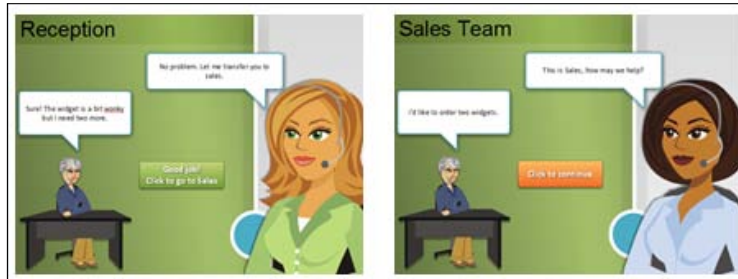 Reception
No problem. Let me transfer you to
sales.
Sure! The widget is a bit wonky
but I need two more.
Good job!
Click to go to Sales
Sales Team
This is Sales, how may we help?
I'd like to order two widgets.
Click to continue